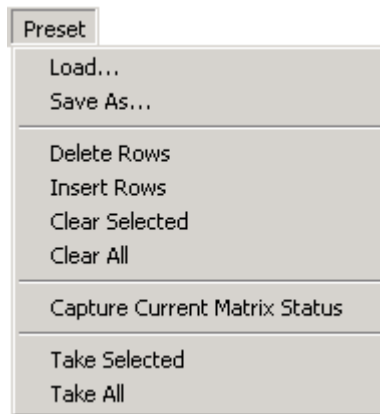 Preset
Load...
Save As...
Delete Rows
Insert Rows
Clear Selected
Clear All
Capture Current Matrix Status
Take Selected
Take All